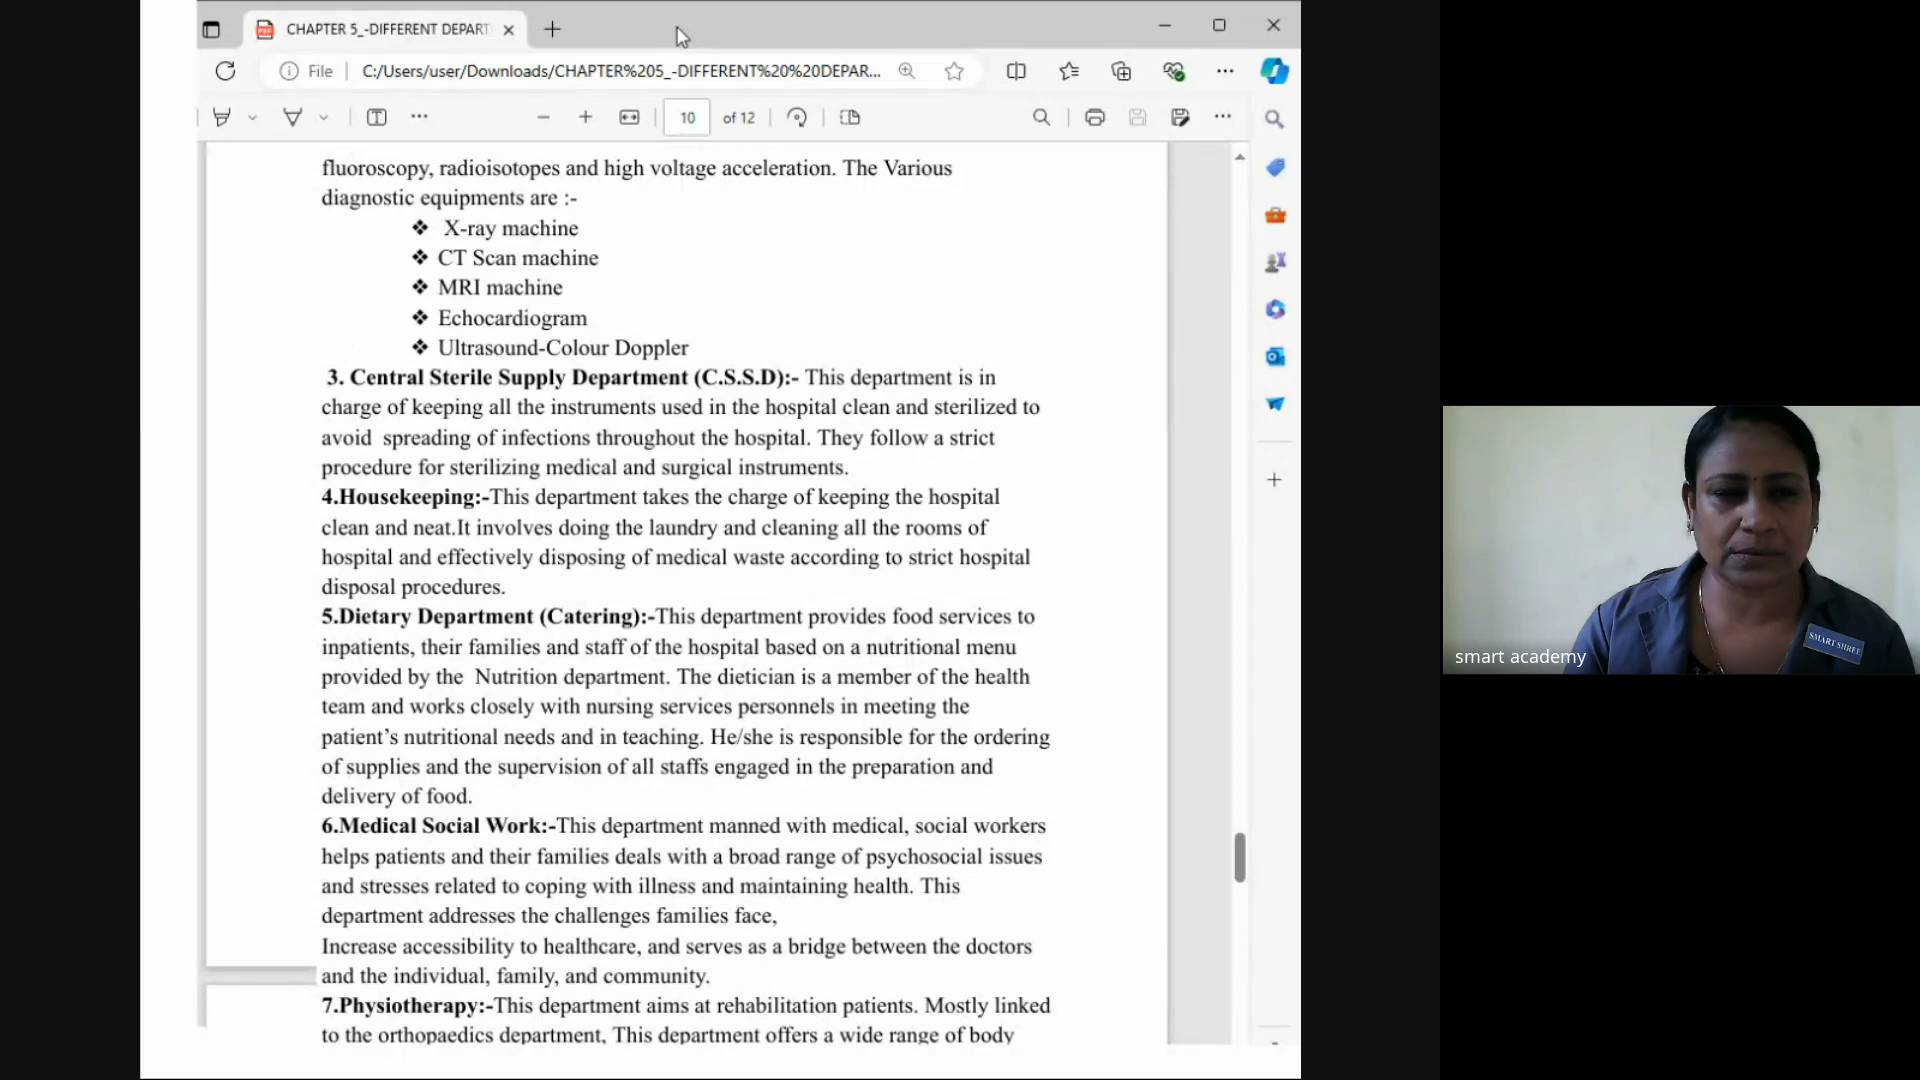 CHAPTER 5_-DIFFERENT DEPART
File
C:/Users/user/Downloads/CHAPTER%205_-DIFFERENT%20%20DEPAR...
10 of 12
fluoroscopy, radioisotopes and high voltage acceleration. The Various
diagnostic equipments are :-
❖ X-ray machine
❖ CT Scan machine
❖ MRI machine
❖ Echocardiogram
❖ Ultrasound-Colour Doppler
3. Central Sterile Supply Department (C.S.S.D):- This department is in
charge of keeping all the instruments used in the hospital clean and sterilized to
avoid spreading of infections throughout the hospital. They follow a strict
procedure for sterilizing medical and surgical instruments.
4.Housekeeping:-This department takes the charge of keeping the hospital
clean and neat.It involves doing the laundry and cleaning all the rooms of
hospital and effectively disposing of medical waste according to strict hospital
disposal procedures.
5.Dietary Department (Catering):-This department provides food services to
inpatients, their families and staff of the hospital based on a nutritional menu
provided by the Nutrition department. The dietician is a member of the health
team and works closely with nursing services personnels in meeting the
patient’s nutritional needs and in teaching. He/she is responsible for the ordering
of supplies and the supervision of all staffs engaged in the preparation and
delivery of food.
6.Medical Social Work:-This department manned with medical, social workers
helps patients and their families deals with a broad range of psychosocial issues
and stresses related to coping with illness and maintaining health. This
department addresses the challenges families face,
Increase accessibility to healthcare, and serves as a bridge between the doctors
and the individual, family, and community.
7.Physiotherapy:-This department aims at rehabilitation patients. Mostly linked
to the orthopaedics department, This department offers a wide range of body
SMART SHREE
smart academy